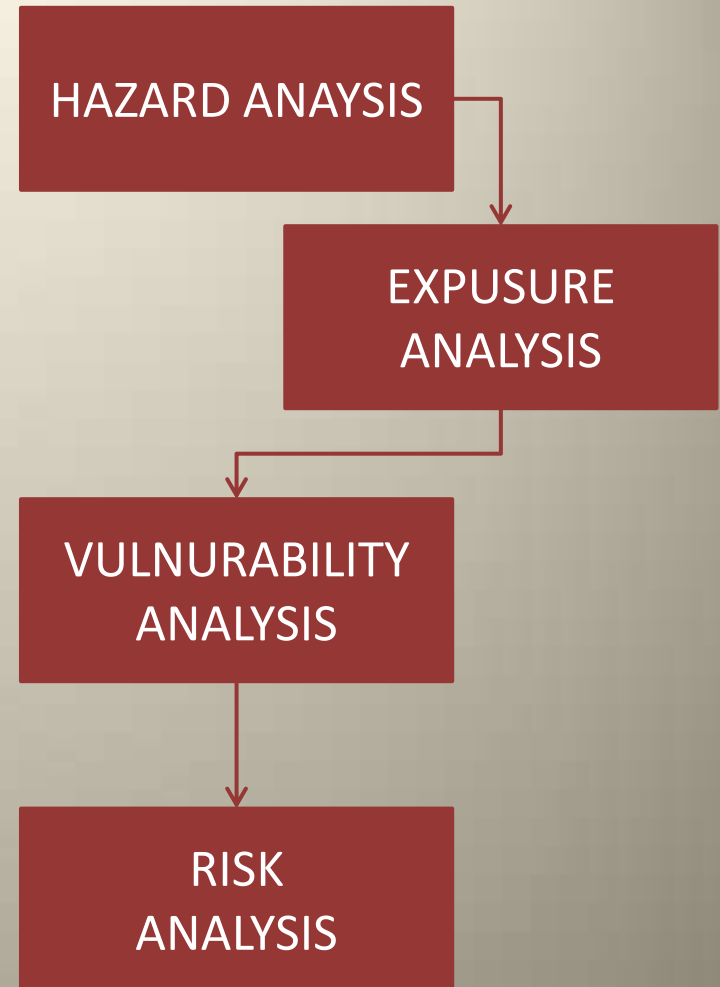 HAZARD ANAYSIS
EXPUSURE
ANALYSIS
VULNURABILITY
ANALYSIS
RISK
ANALYSIS